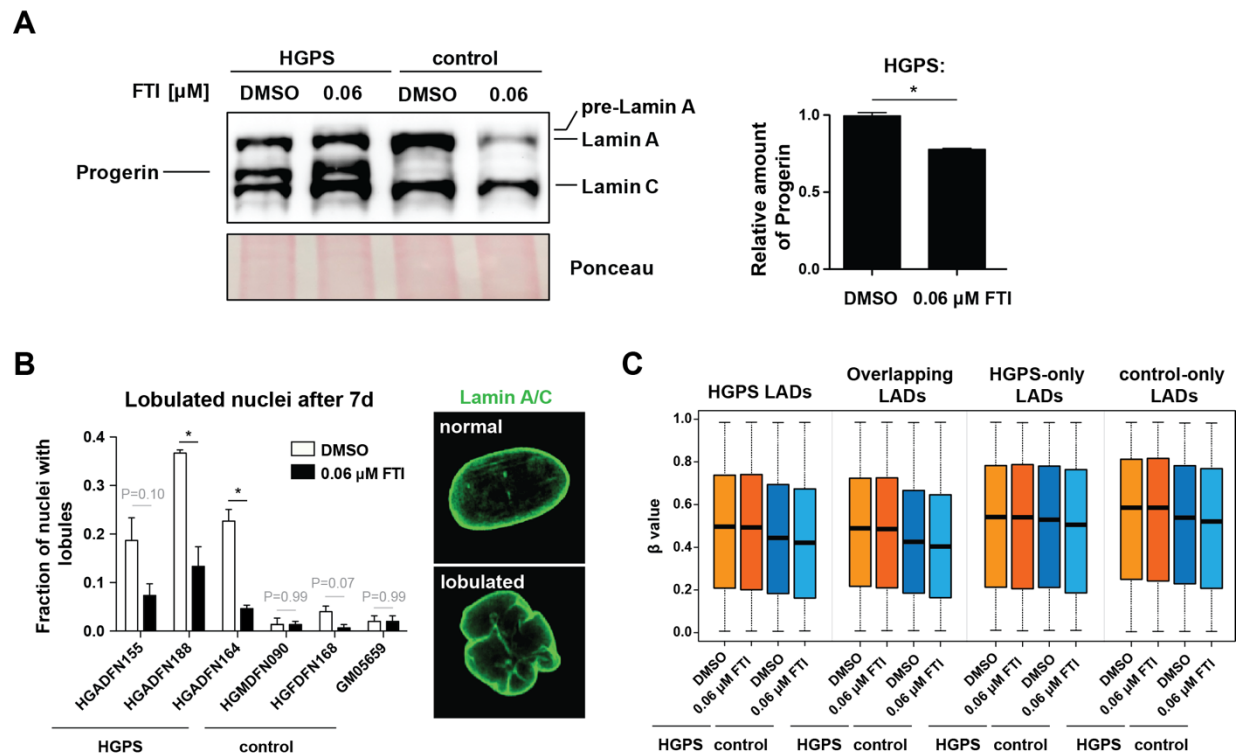 A
HGPS control
FTI [µM] DMSO 0.06 DMSO 0.06
pre-Lamin A
Lamin A
Progerin
Lamin C
Ponceau
HGPS:
*
Relative amount
of Progerin
1.0
0.5
0.0
DMSO 0.06 µM FTI
B
Lobulated nuclei after 7d
Fraction of nuclei with
lobules
0.4
0.3
0.2
0.1
0.0
DMSO
0.06 µM FTI
P=0.10
*
*
P=0.99
P=0.07
P=0.99
HGADFN155
HGADFN188
HGADFN164
HGMDFN090
HGFDFN168
GM05659
HGPS control
Lamin A/C
normal
lobulated
C
HGPS LADs
Overlapping
LADs
HGPS-only
LADs
control-only
LADs
β value
1.0
0.8
0.6
0.4
0.2
0.0
DMSO
0.06 µM FTI
DMSO
0.06 µM FTI
DMSO
0.06 µM FTI
DMSO
0.06 µM FTI
DMSO
0.06 µM FTI
DMSO
0.06 µM FTI
DMSO
0.06 µM FTI
DMSO
0.06 µM FTI
HGPS control HGPS control HGPS control HGPS control